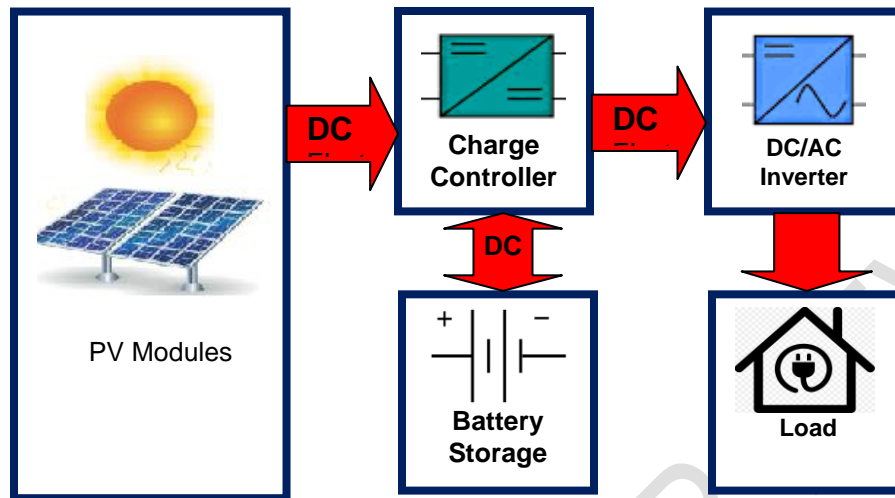 DC
DC
Charge
Controller
DC/AC
Inverter
DC
PV Modules
+ −
Battery
Storage
Load